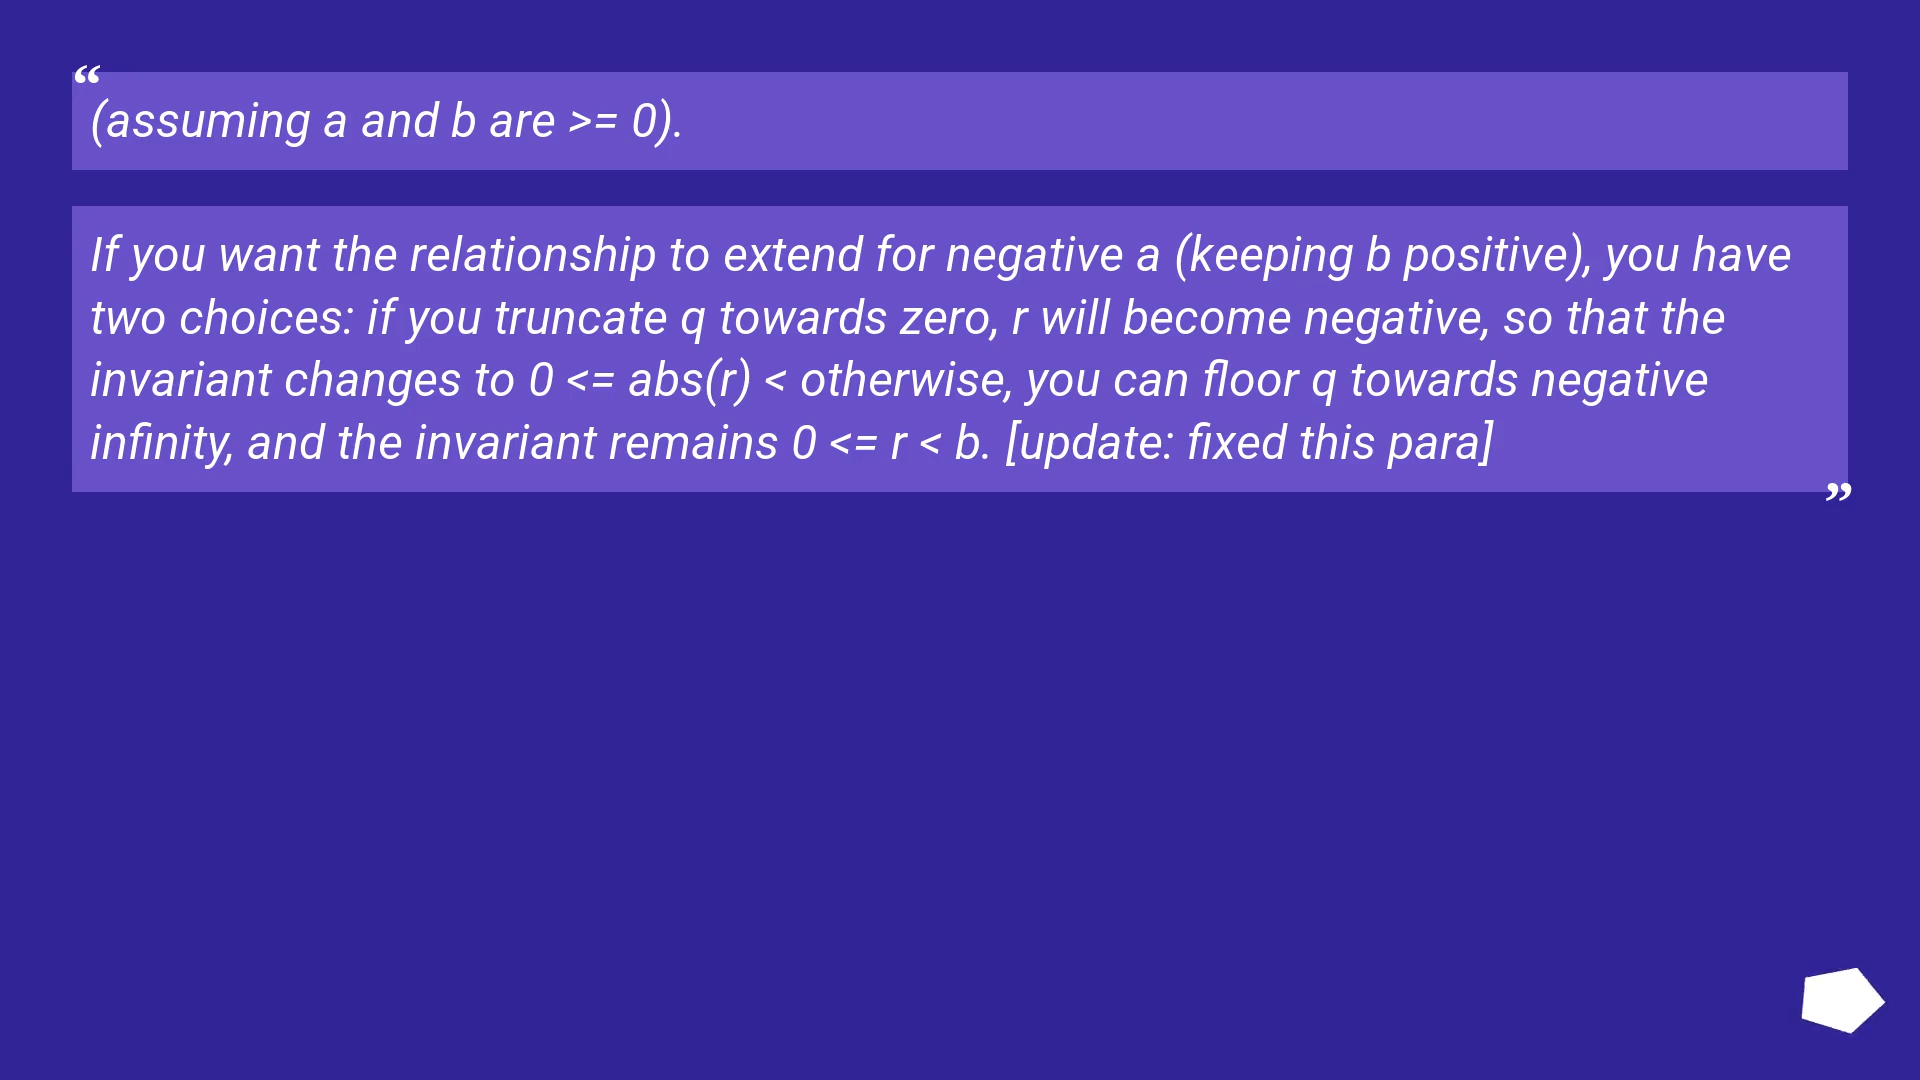 “
(assuming a and b are >= 0).
If you want the relationship to extend for negative a (keeping b positive), you have
two choices: if you truncate q towards zero, r will become negative, so that the
invariant changes to 0 <= abs(r) < otherwise, you can floor q towards negative
infinity, and the invariant remains 0 <= r < b. [update: fixed this para]
”